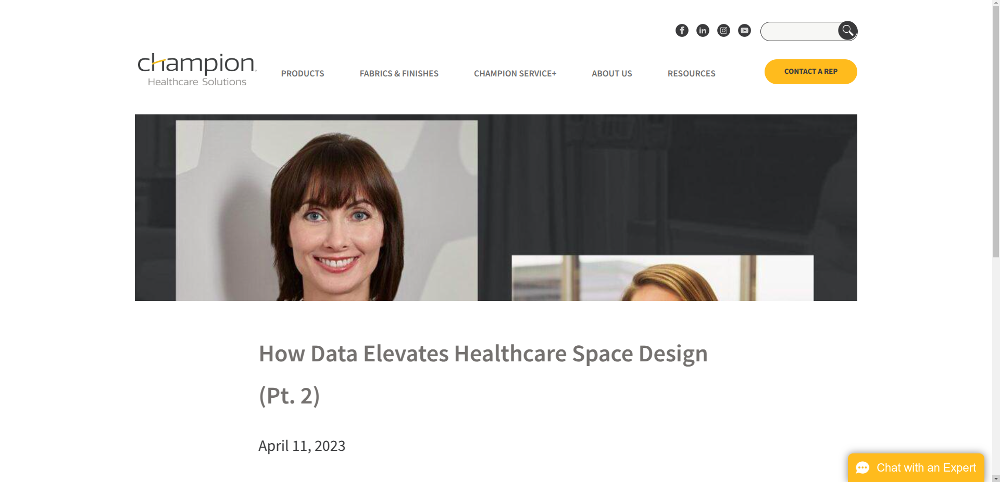 champion
Healthcare Solutions
PRODUCTS
FABRICS & FINISHES
CHAMPION SERVICE+
ABOUT US
RESOURCES
CONTACT A REP
How Data Elevates Healthcare Space Design
(Pt. 2)
April 11, 2023
Chat with an Expert